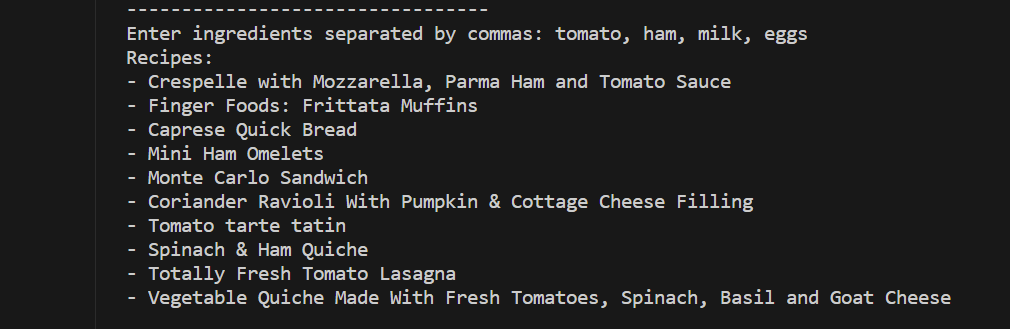 ---------------------------------
Enter ingredients separated by commas: tomato, ham, milk, eggs
Recipes:
- Crespelle with Mozzarella, Parma Ham and Tomato Sauce
- Finger Foods: Frittata Muffins
- Caprese Quick Bread
- Mini Ham Omelets
- Monte Carlo Sandwich
- Coriander Ravioli With Pumpkin & Cottage Cheese Filling
- Tomato tarte tatin
- Spinach & Ham Quiche
- Totally Fresh Tomato Lasagna
- Vegetable Quiche Made With Fresh Tomatoes, Spinach, Basil and Goat Cheese